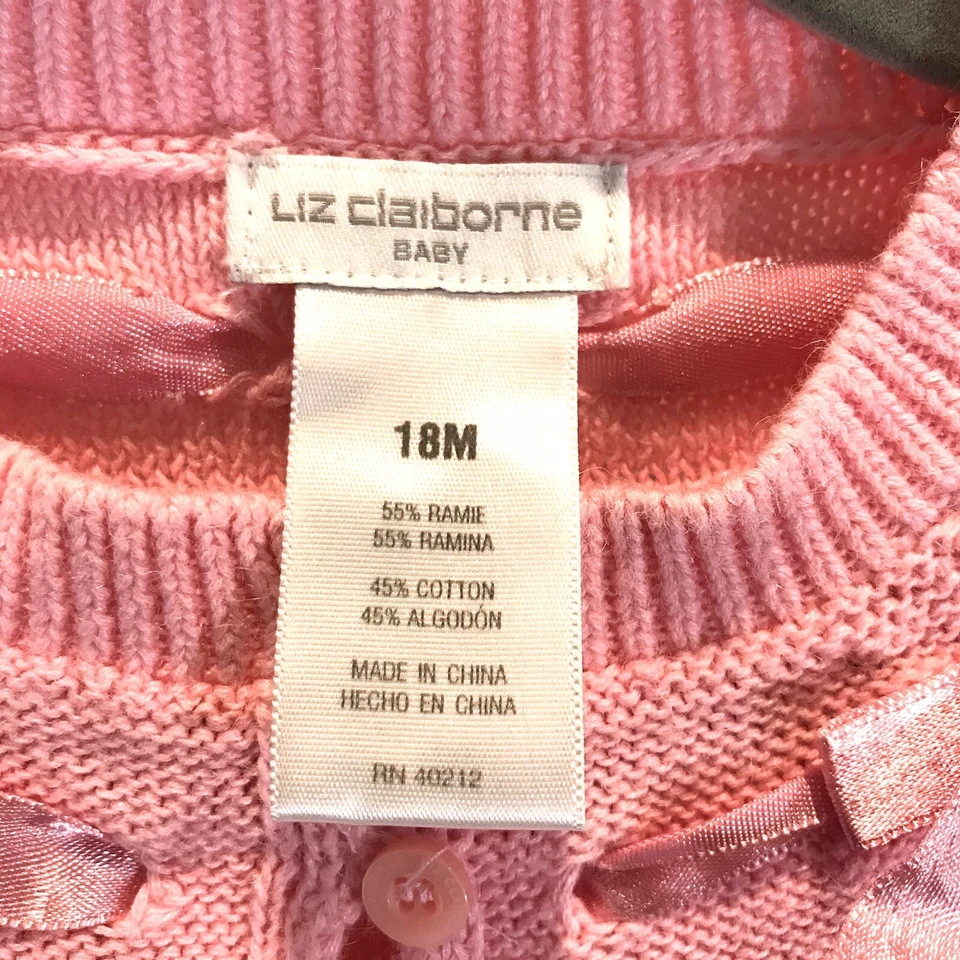 Liz claiborne
BABY
18M
55% RAMIE
55% RAMINA
45% COTTON
45% ALGODÓN
MADE IN CHINA
HECHO EN CHINA
RN 40212